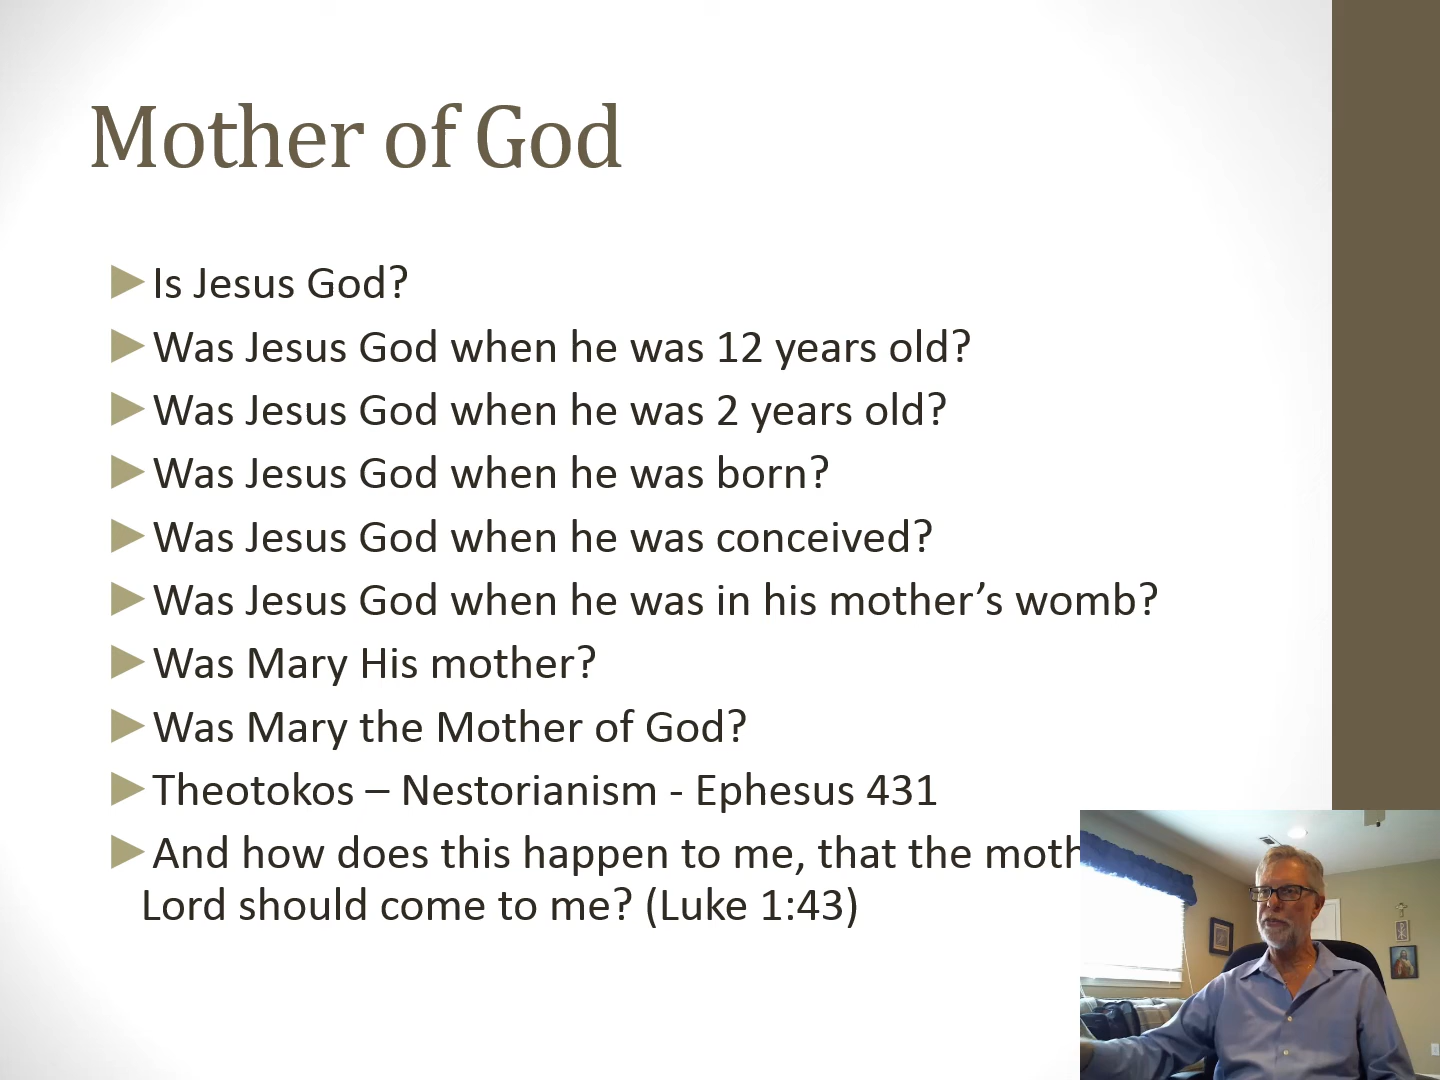 Mother of God
Is Jesus God?
Was Jesus God when he was 12 years old?
Was Jesus God when he was 2 years old?
Was Jesus God when he was born?
Was Jesus God when he was conceived?
Was Jesus God when he was in his mother’s womb?
Was Mary His mother?
Was Mary the Mother of God?
Theotokos – Nestorianism - Ephesus 431
And how does this happen to me, that the
Lord should come to me? (Luke 1:43)